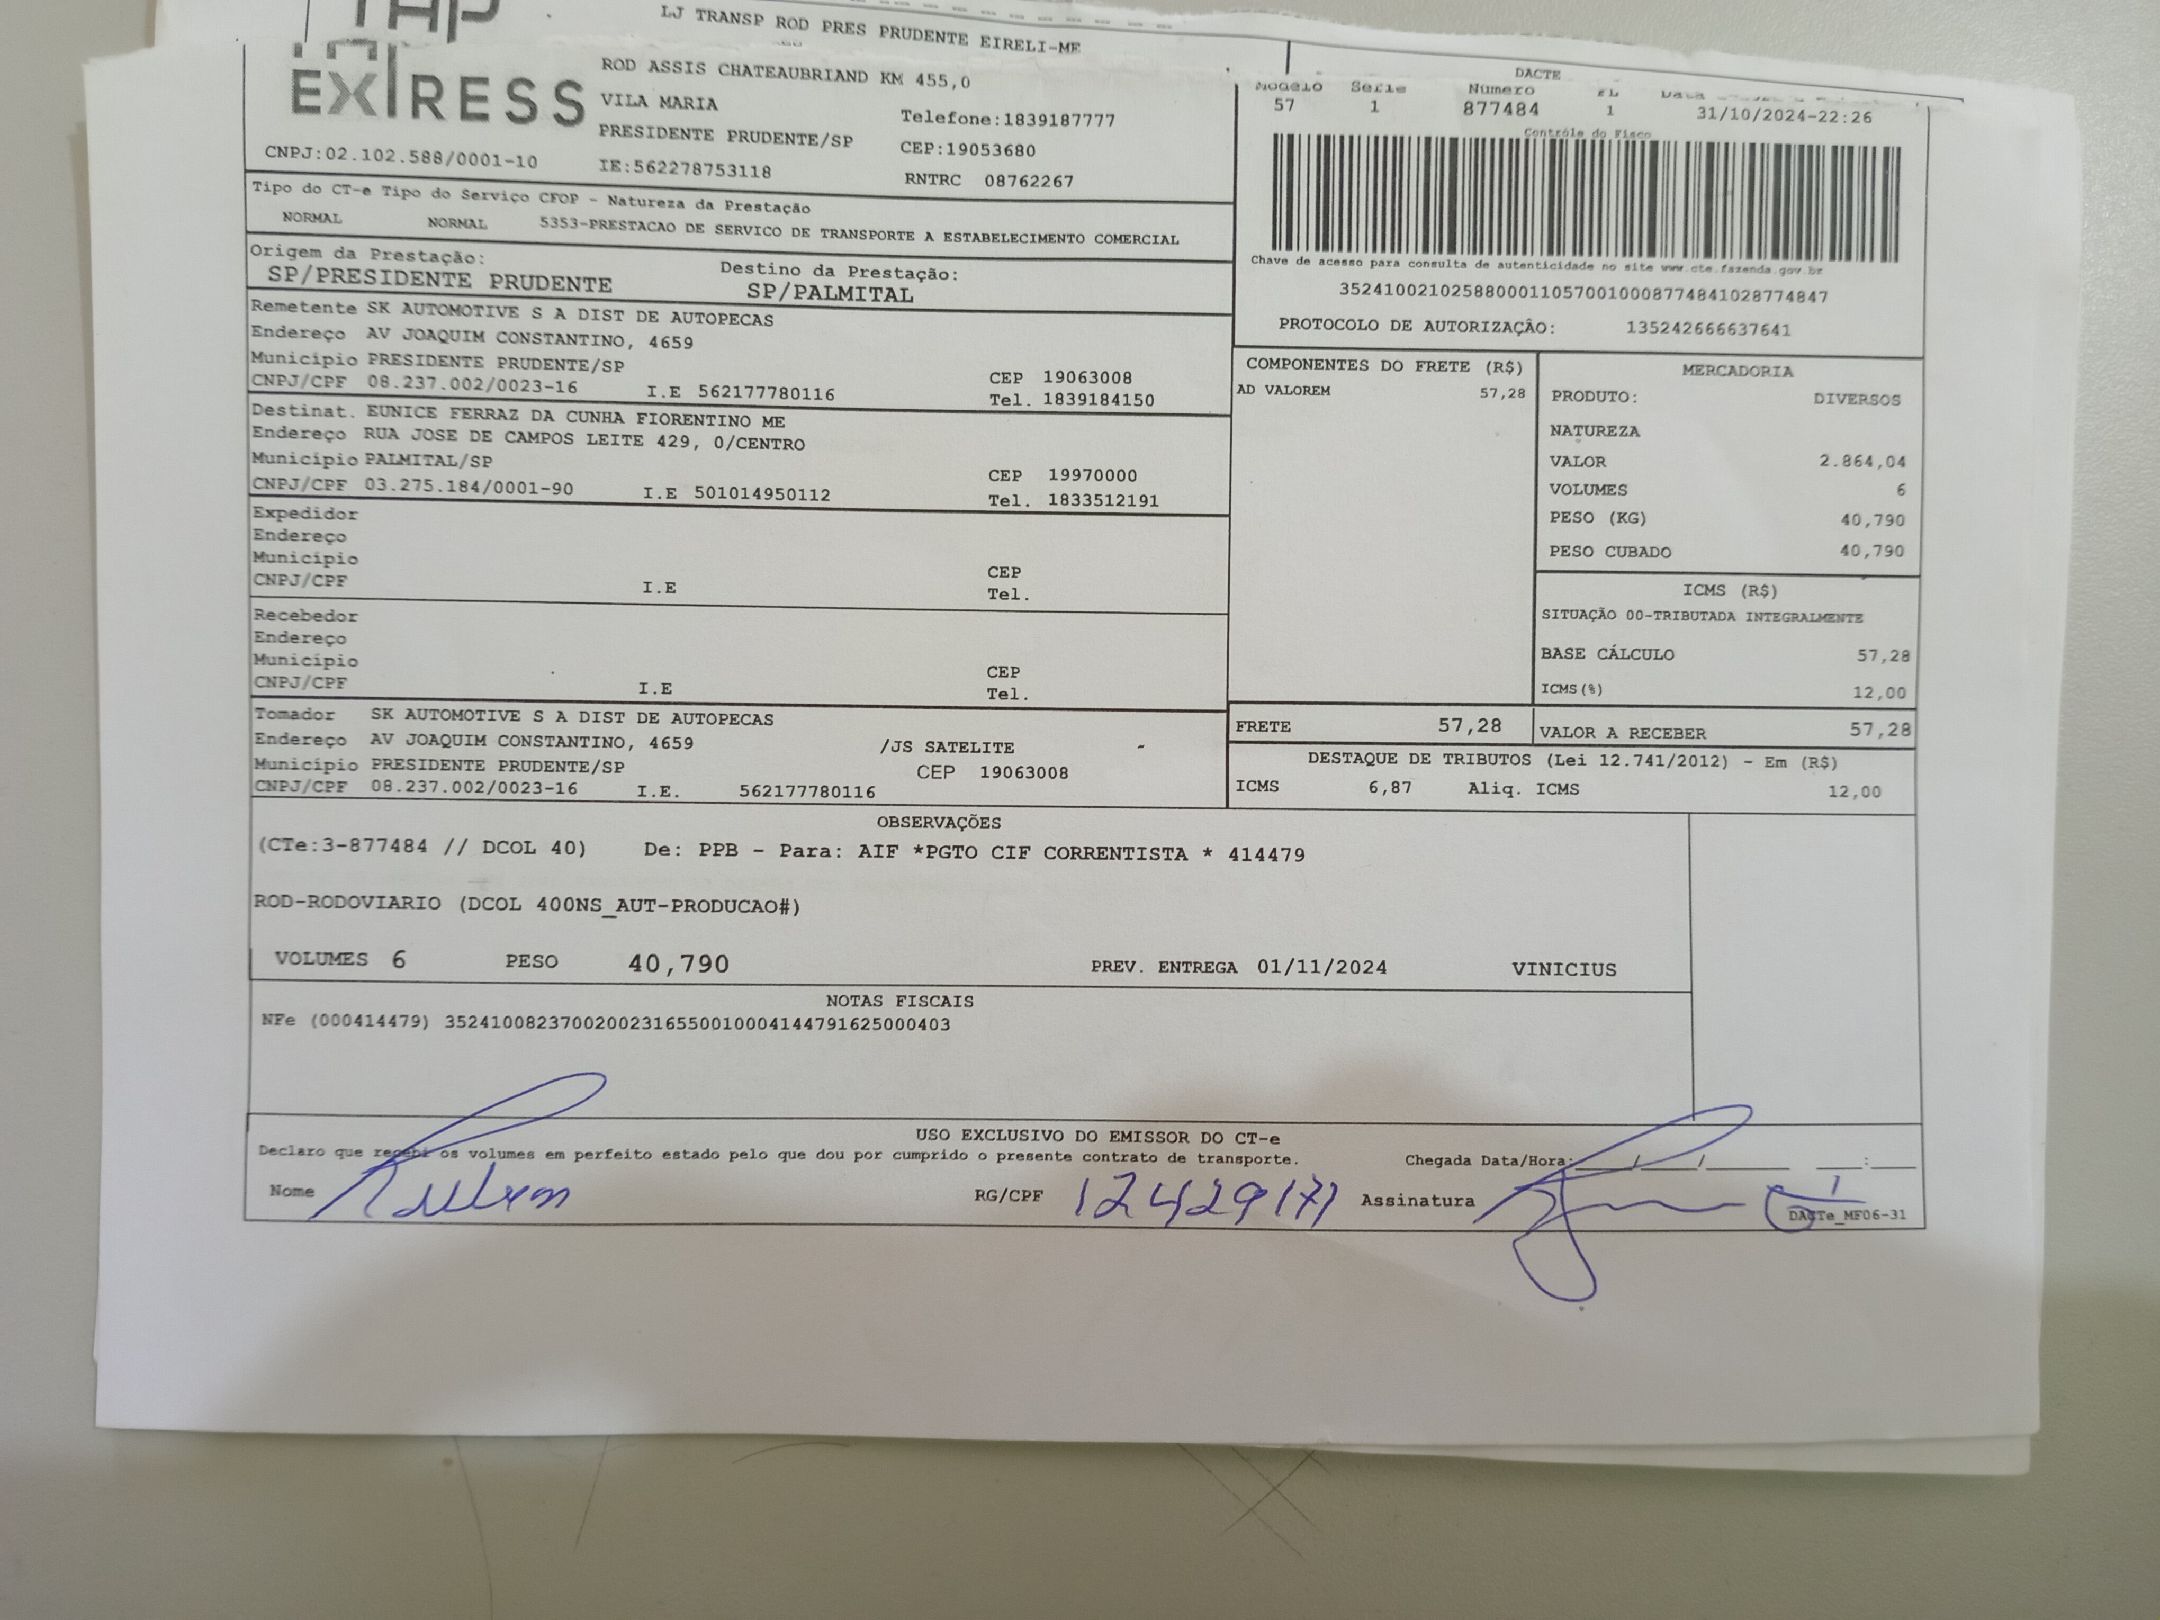 EXPRESS
LJ TRANSP ROD PRES PRUDENTE EIRELI-ME
ROD ASSIS CHATEAUBRIAND KM 455,0
VILA MARIA
Telefone:1839187777
PRESIDENTE PRUDENTE/SP
CEP:19053680
CNPJ:02.102.588/0001-10
IE:562278753118
RNTRC 08762267
DACTE
Modelo Serie Numero FL
57 1 877484 1 31/10/2024-22:26
Contrôle do Fisco
Chave de acesso para consulta de autenticidade no site www.cte.fazenda.gov.br
35241002102588000110570010008774841028774847
PROTOCOLO DE AUTORIZAÇÃO: 135242666637641
Tipo do CT-e Tipo do Serviço CFOP - Natureza da Prestação
NORMAL NORMAL 5353-PRESTACAO DE SERVICO DE TRANSPORTE A ESTABELECIMENTO COMERCIAL
Origem da Prestação: Destino da Prestação:
SP/PRESIDENTE PRUDENTE SP/PALMITAL
Remetente SK AUTOMOTIVE S A DIST DE AUTOPECAS
Endereço AV JOAQUIM CONSTANTINO, 4659
Município PRESIDENTE PRUDENTE/SP CEP 19063008
CNPJ/CPF 08.237.002/0023-16 I.E 562177780116 Tel. 1839184150
Destinat. EUNICE FERRAZ DA CUNHA FIORENTINO ME
Endereço RUA JOSE DE CAMPOS LEITE 429, 0/CENTRO
Município PALMITAL/SP CEP 19970000
CNPJ/CPF 03.275.184/0001-90 I.E 501014950112 Tel. 1833512191
Expedidor
Endereço
Município CEP
CNPJ/CPF I.E Tel.
Recebedor
Endereço
Município CEP
CNPJ/CPF I.E Tel.
Tomador SK AUTOMOTIVE S A DIST DE AUTOPECAS
Endereço AV JOAQUIM CONSTANTINO, 4659 /JS SATELITE
Município PRESIDENTE PRUDENTE/SP CEP 19063008
CNPJ/CPF 08.237.002/0023-16 I.E. 562177780116
COMPONENTES DO FRETE (R$)
AD VALOREM 57,28
MERCADORIA
PRODUTO: DIVERSOS
NATUREZA
VALOR 2.864,04
VOLUMES 6
PESO (KG) 40,790
PESO CUBADO 40,790
ICMS (R$)
SITUAÇÃO 00-TRIBUTADA INTEGRALMENTE
BASE CÁLCULO 57,28
ICMS(%) 12,00
FRETE 57,28 VALOR A RECEBER 57,28
DESTAQUE DE TRIBUTOS (Lei 12.741/2012) - Em (R$)
ICMS 6,87 Aliq. ICMS 12,00
OBSERVAÇÕES
(CTe:3-877484 // DCOL 40) De: PPB - Para: AIF *PGTO CIF CORRENTISTA * 414479
ROD-RODOVIARIO (DCOL 400NS_AUT-PRODUCAO#)
VOLUMES 6 PESO 40,790 PREV. ENTREGA 01/11/2024 VINICIUS
NOTAS FISCAIS
NFe (000414479) 35241008237002002316550010004144791625000403
USO EXCLUSIVO DO EMISSOR DO CT-e
Declaro que recebi os volumes em perfeito estado pelo que dou por cumprido o presente contrato de transporte. Chegada Data/Hora:___/___/___ __:__
Nome RG/CPF Assinatura
DACTe_MF06-31